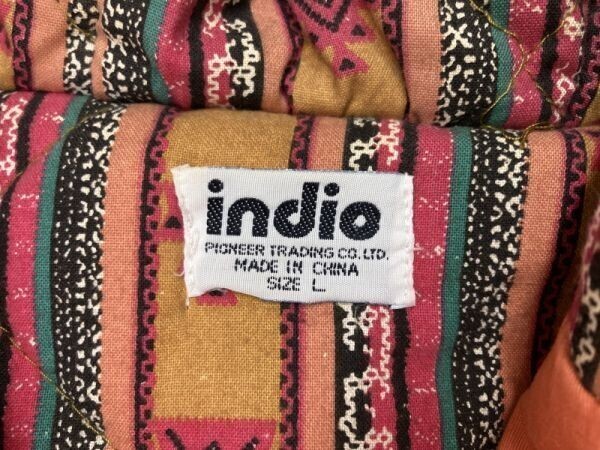 indio
PIONEER TRADING CO.LTD.
MADE IN CHINA
SIZE L